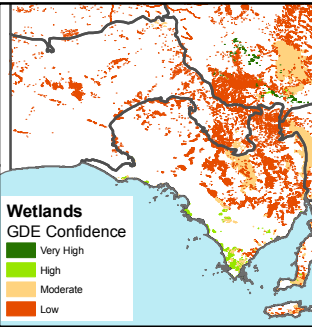 Wetlands
GDE Confidence
Very High
High
Moderate
Low